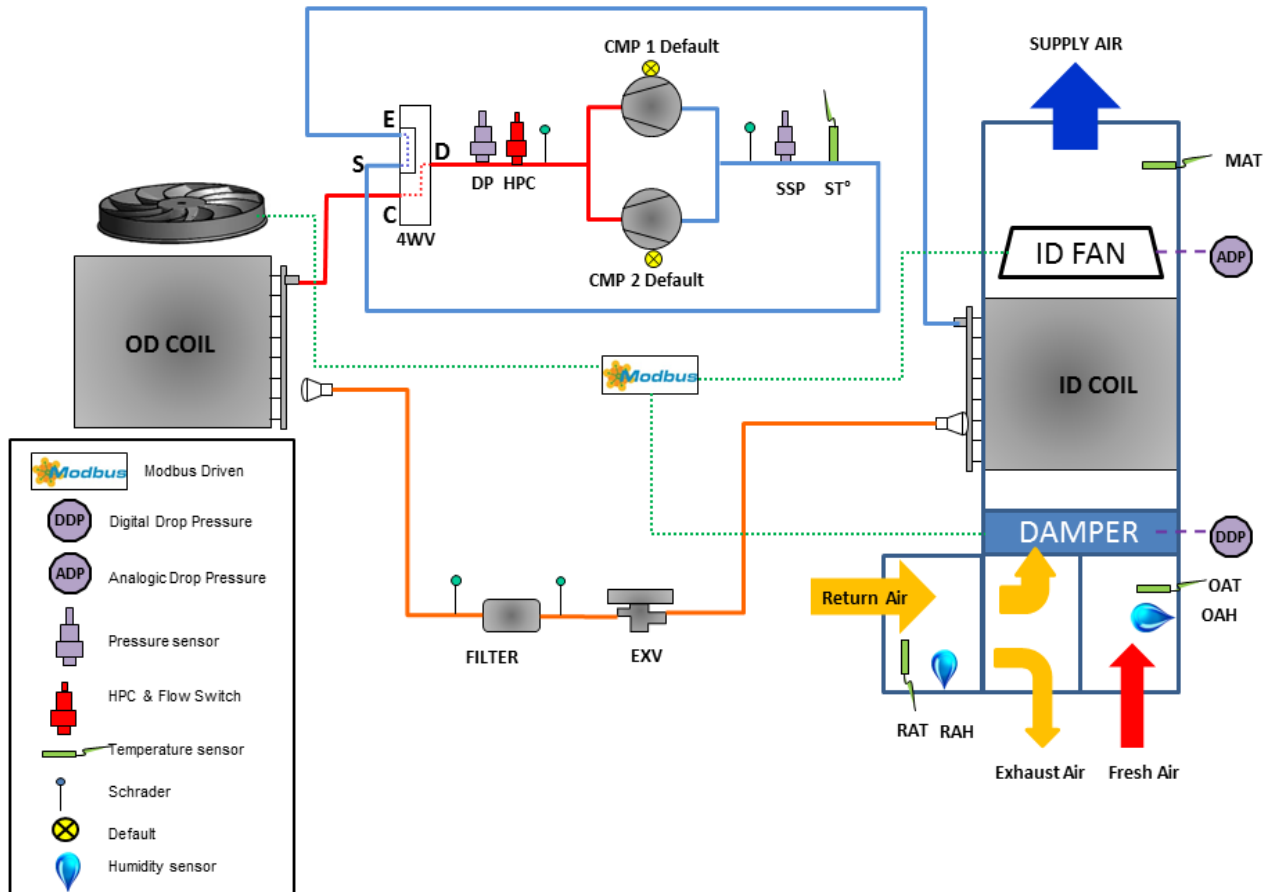 CMP 1 Default
SUPPLY AIR
E
S
D
C
4WV
DP
HPC
SSP
ST°
MAT
CMP 2 Default
ID FAN
ADP
OD COIL
Modbus
ID COIL
DAMPER
DDP
Return Air
OAT
OAH
FILTER
EXV
RAT
RAH
Exhaust Air
Fresh Air
Modbus
Modbus Driven
DDP
Digital Drop Pressure
ADP
Analogic Drop Pressure
Pressure sensor
HPC & Flow Switch
Temperature sensor
Schrader
Default
Humidity sensor